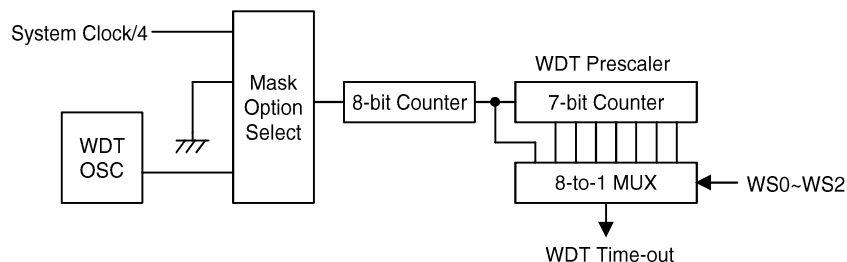 System Clock/4
Mask
Option
Select
WDT
OSC
8-bit Counter
WDT Prescaler
7-bit Counter
8-to-1 MUX
WS0~WS2
WDT Time-out